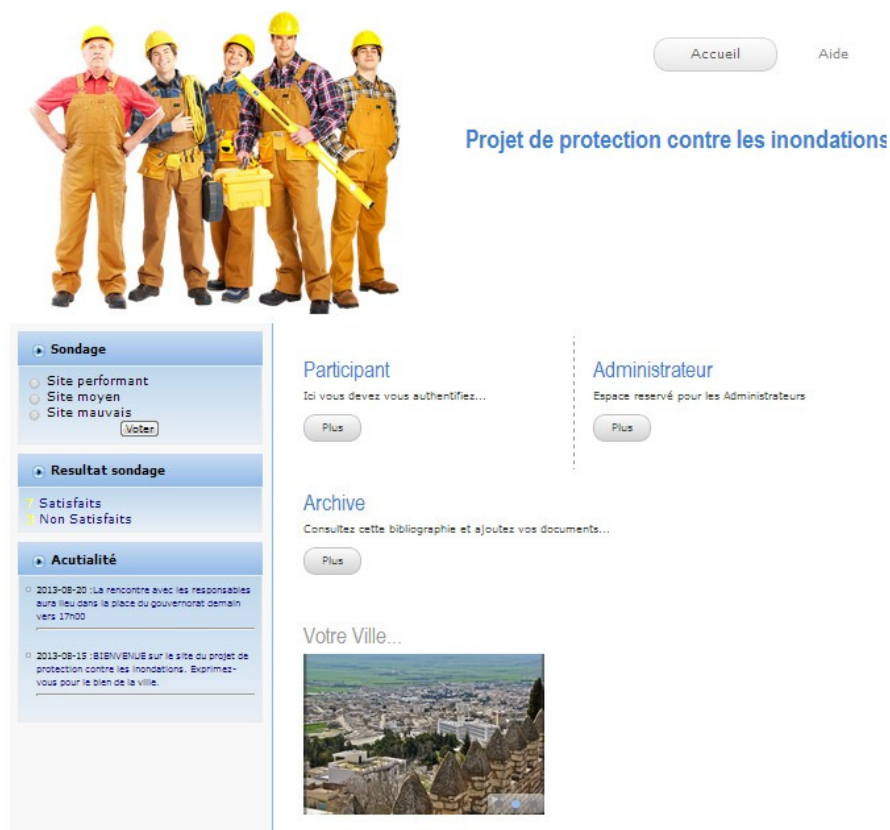 Accueil
Aide
Projet de protection contre les inondations
Sondage
Site performant
Site moyen
Site mauvais
Voter
Resultat sondage
7 Satisfaits
3 Non Satisfaits
Acutialité
2013-08-20 :La rencontre avec les responsables
aura lieu dans la place du gouvernorat demain
vers 17h00
2013-08-15 :BIENVENUE sur le site du projet de
protection contre les inondations. Exprimez-
vous pour le bien de la ville.
Participant
Ici vous devez vous authentifiez...
Plus
Administrateur
Espace reservé pour les Administrateurs
Plus
Archive
Consultez cette bibliographie et ajoutez vos documents...
Plus
Votre Ville...